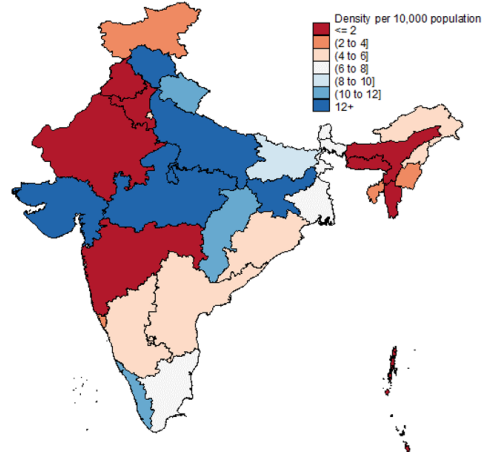 Density per 10,000 population
<= 2
(2 to 4]
(4 to 6]
(6 to 8]
(8 to 10]
(10 to 12]
12+